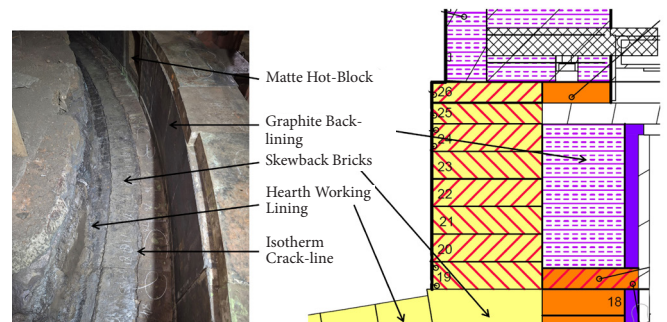 Matte Hot-Block
Graphite Back-
lining
Skewback Bricks
Hearth Working
Lining
Isotherm
Crack-line
26
25
24
23
22
21
20
19
18